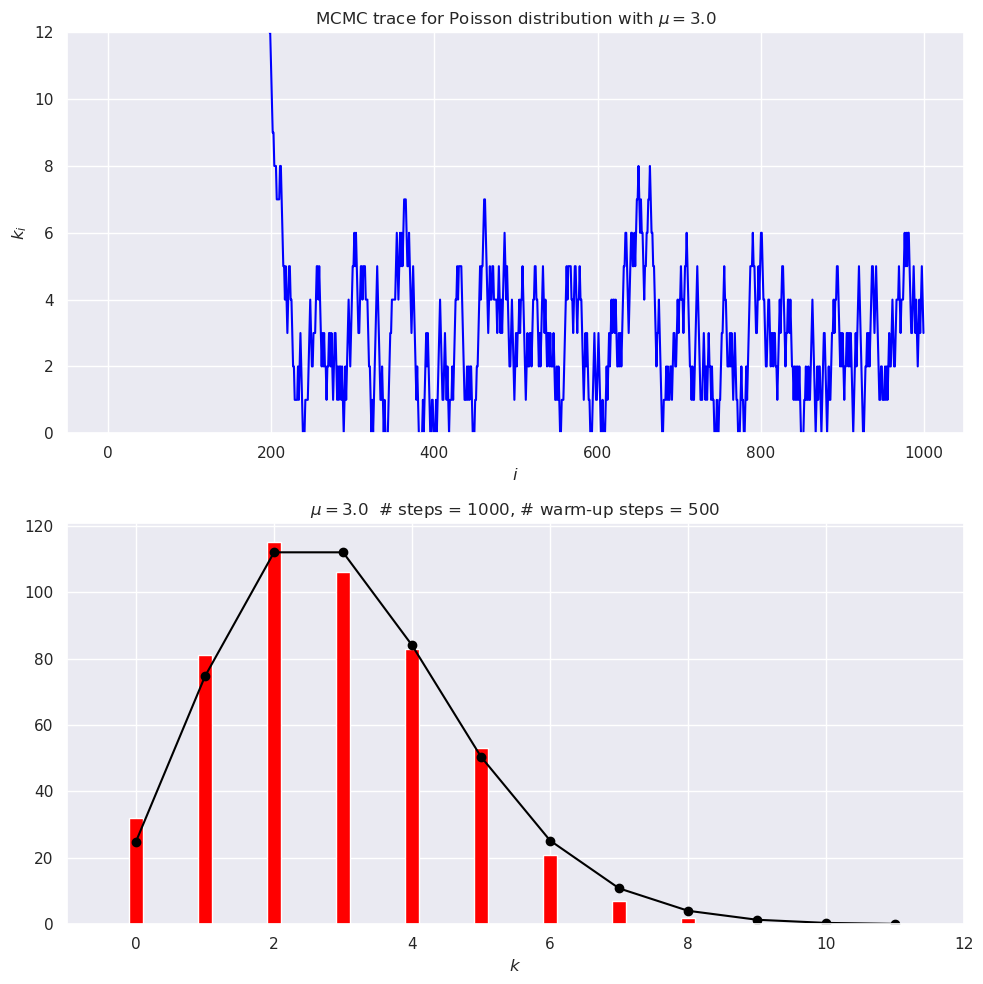 MCMC trace for Poisson distribution with μ = 3.0
12
10
8
6
4
2
0
k_i
0 200 400 600 800 1000
i
μ = 3.0 # steps = 1000, # warm-up steps = 500
120
100
80
60
40
20
0
0 2 4 6 8 10 12
k